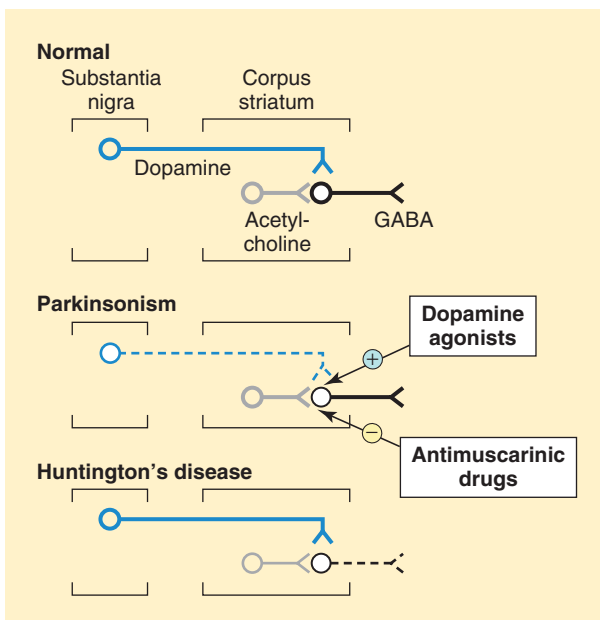 Normal
Substantia
nigra
Corpus
striatum
Dopamine
Acetyl-
choline
GABA
Parkinsonism
Dopamine
agonists
+
−
Antimuscarinic
drugs
Huntington's disease